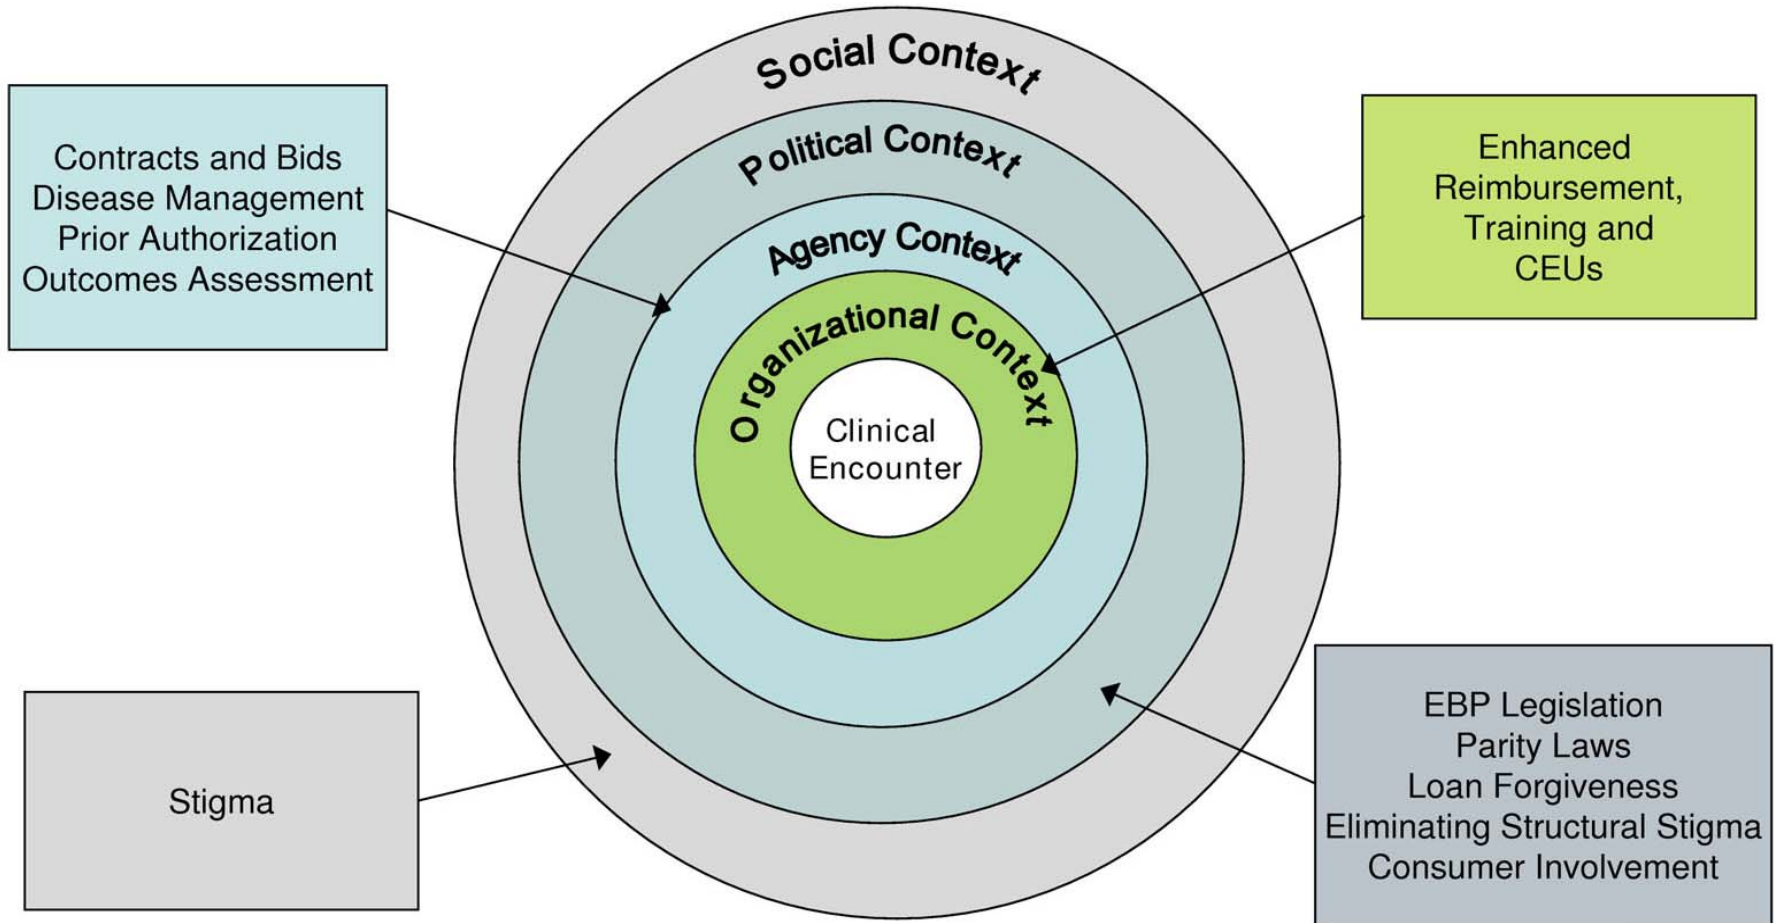 Social Context
Political Context
Agency Context
Organizational Context
Clinical
Encounter
Contracts and Bids
Disease Management
Prior Authorization
Outcomes Assessment
Enhanced
Reimbursement,
Training and
CEUs
Stigma
EBP Legislation
Parity Laws
Loan Forgiveness
Eliminating Structural Stigma
Consumer Involvement